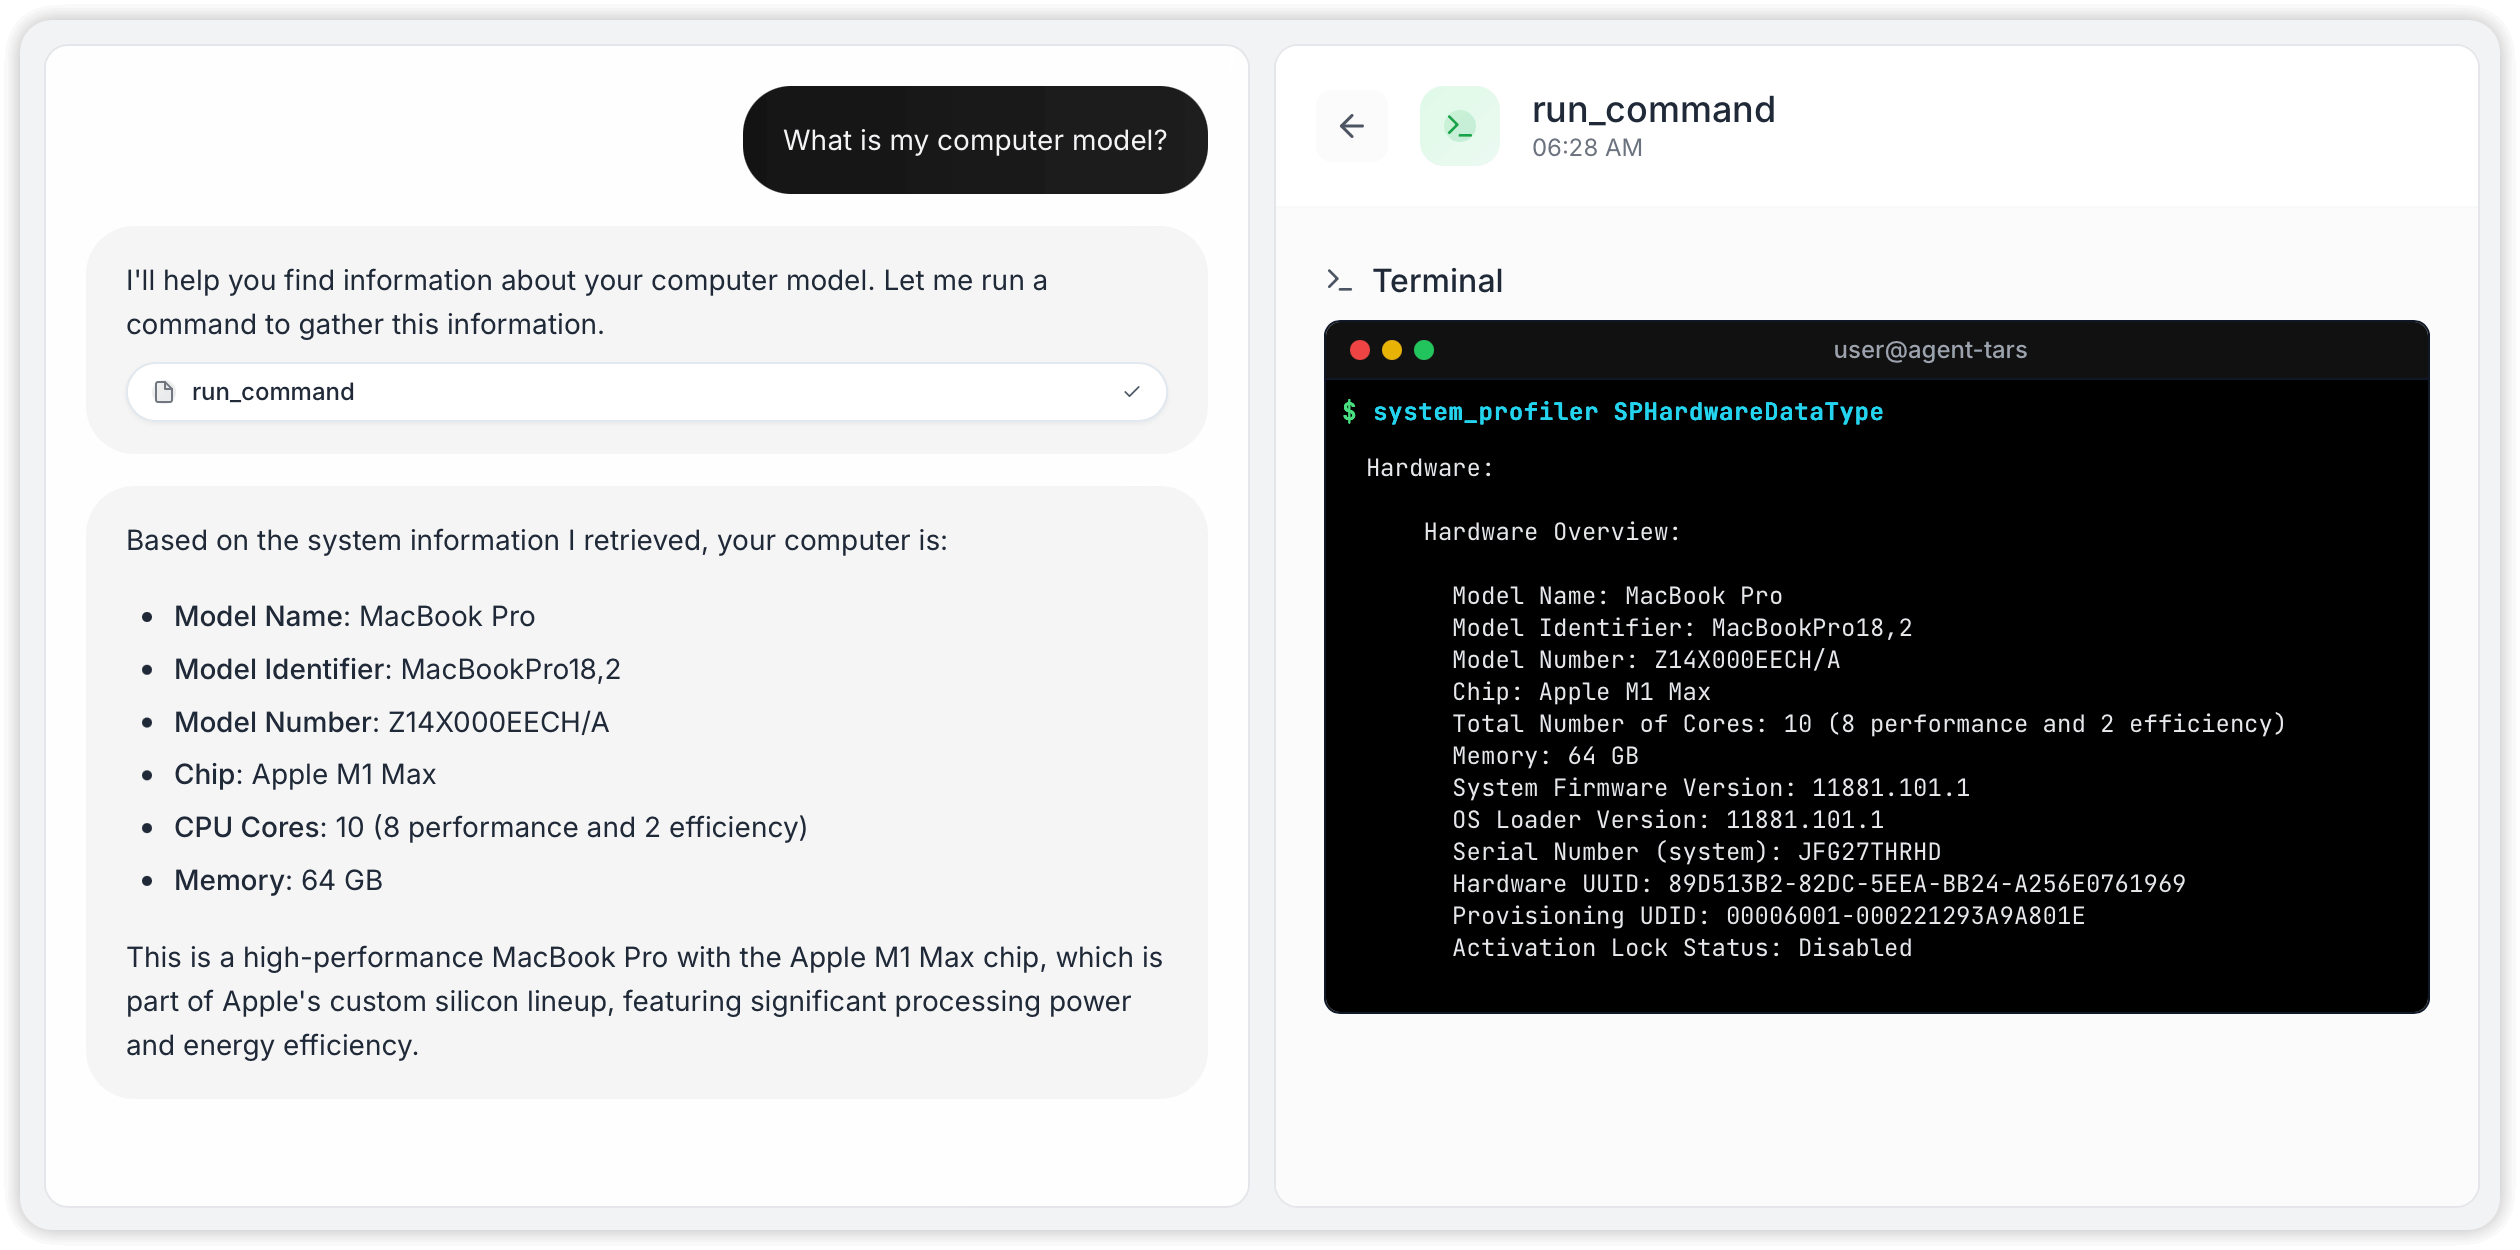 What is my computer model?
I'll help you find information about your computer model. Let me run a
command to gather this information.
run_command
Based on the system information I retrieved, your computer is:
• Model Name: MacBook Pro
• Model Identifier: MacBookPro18,2
• Model Number: Z14X000EECH/A
• Chip: Apple M1 Max
• CPU Cores: 10 (8 performance and 2 efficiency)
• Memory: 64 GB
This is a high-performance MacBook Pro with the Apple M1 Max chip, which is
part of Apple's custom silicon lineup, featuring significant processing power
and energy efficiency.
run_command
06:28 AM
>_ Terminal
user@agent-tars
$ system_profiler SPHardwareDataType
Hardware:
Hardware Overview:
Model Name: MacBook Pro
Model Identifier: MacBookPro18,2
Model Number: Z14X000EECH/A
Chip: Apple M1 Max
Total Number of Cores: 10 (8 performance and 2 efficiency)
Memory: 64 GB
System Firmware Version: 11881.101.1
OS Loader Version: 11881.101.1
Serial Number (system): JFG27THRHD
Hardware UUID: 89D513B2-82DC-5EEA-BB24-A256E0761969
Provisioning UDID: 00006001-000221293A9A801E
Activation Lock Status: Disabled